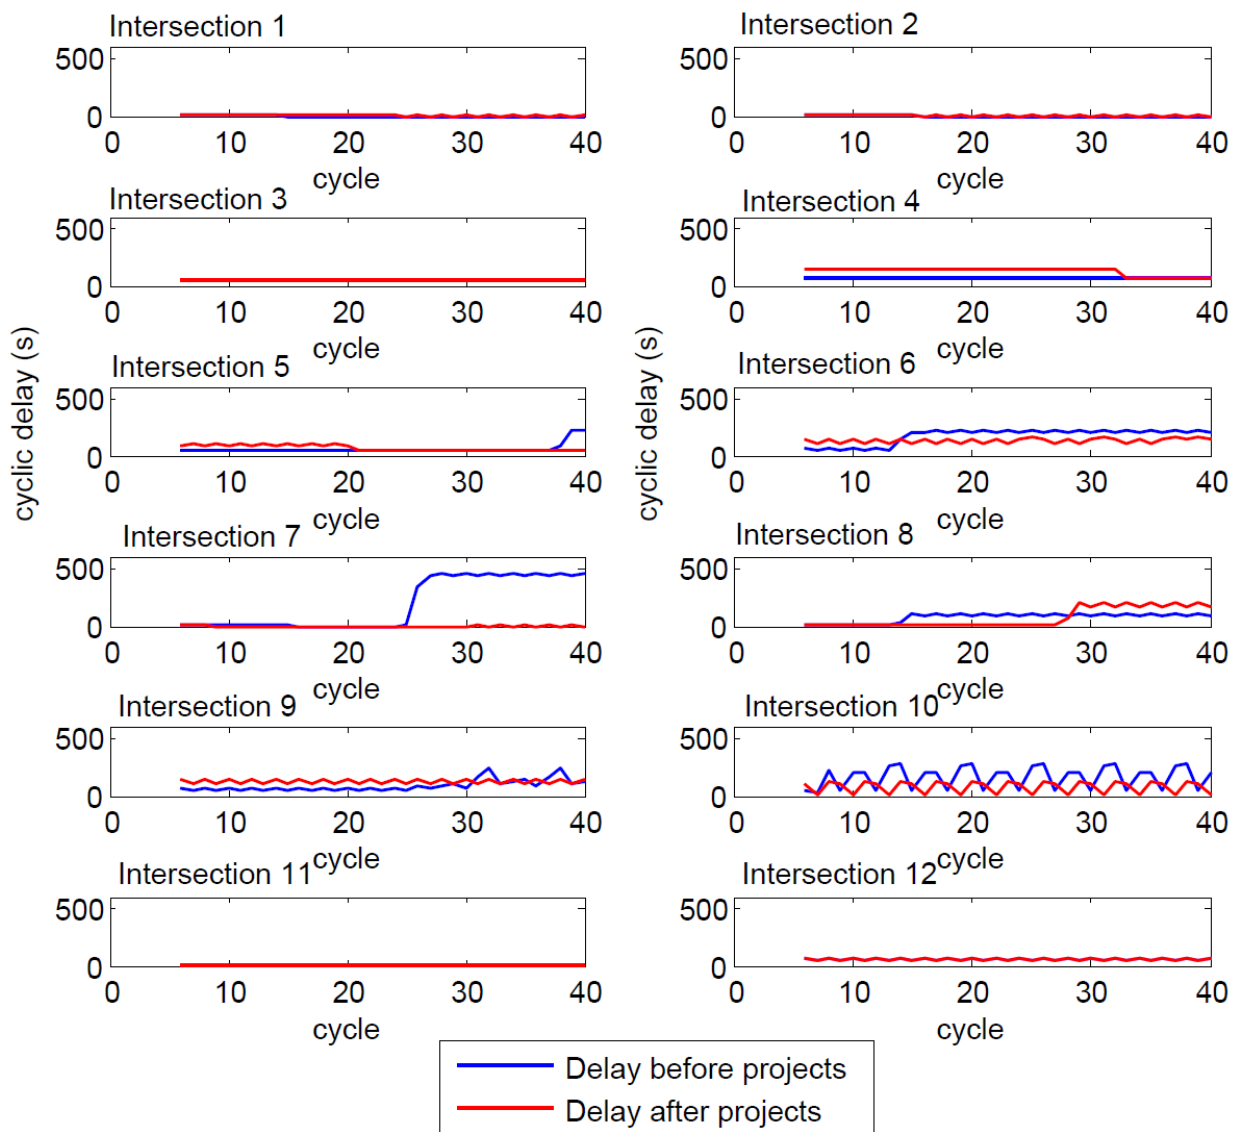 Intersection 1
500
0
0 10 20 30 40
cycle
Intersection 2
500
0
0 10 20 30 40
cycle
Intersection 3
500
0
0 10 20 30 40
cycle
Intersection 4
500
0
0 10 20 30 40
cycle
cyclic delay (s)
Intersection 5
500
0
0 10 20 30 40
cycle
cyclic delay (s)
Intersection 6
500
0
0 10 20 30 40
cycle
Intersection 7
500
0
0 10 20 30 40
cycle
Intersection 8
500
0
0 10 20 30 40
cycle
Intersection 9
500
0
0 10 20 30 40
cycle
Intersection 10
500
0
0 10 20 30 40
cycle
Intersection 11
500
0
0 10 20 30 40
cycle
Intersection 12
500
0
0 10 20 30 40
cycle
Delay before projects
Delay after projects